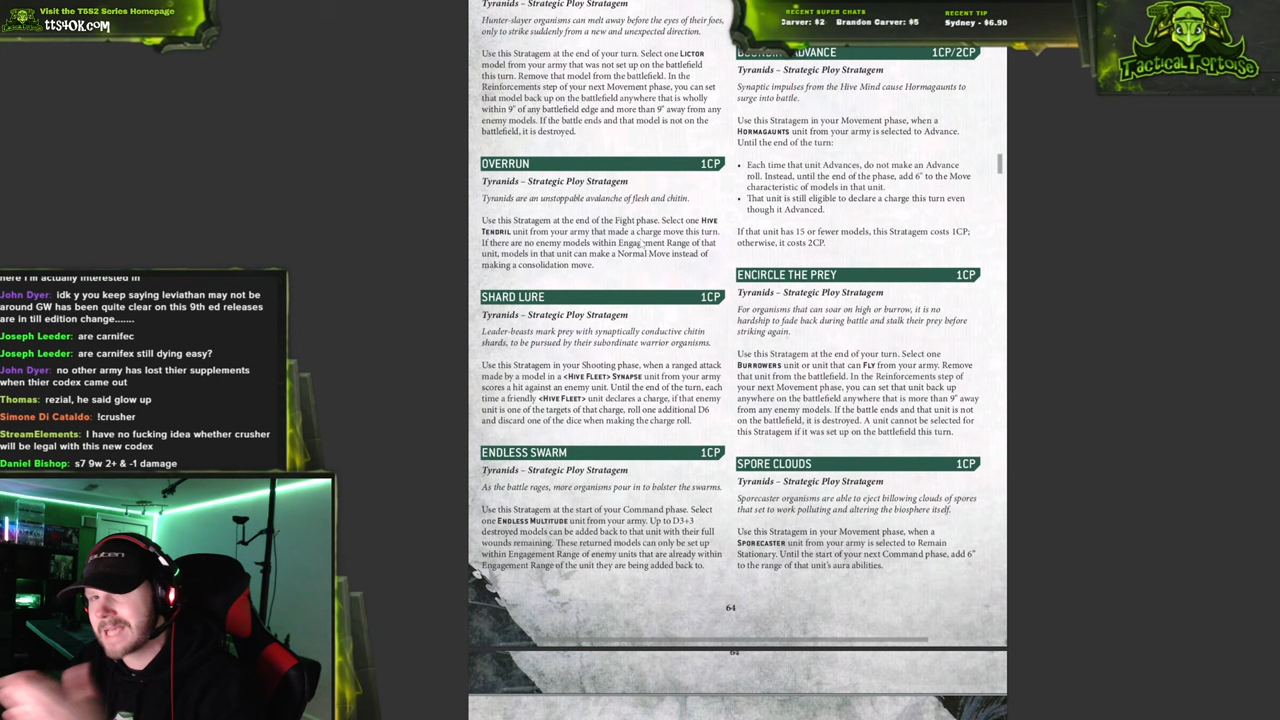 Visit the TTS2 Series Homepage
tts40k.com
RECENT SUPER CHATS
Carver: $2 Brandon Carver: $5
RECENT TIP
Sydney - $6.90
TacticalTortoise
here i'm actually interested in
John Dyer: idk y you keep saying leviathan may not be
around GW has been quite clear on this 9th ed releases
are in till edition change.......
Joseph Leeder: are carnifec
Joseph Leeder: are carnifex still dying easy?
John Dyer: no other army has lost thier supplements
when thier codex came out
Thomas: rezial, he said glow up
Simone Di Cataldo: !crusher
StreamElements: I have no fucking idea whether crusher
will be legal with this new codex
Daniel Bishop: s7 9w 2+ & -1 damage
Tyranids – Strategic Ploy Stratagem
Hunter-slayer organisms can melt away before the eyes of their foes,
only to strike suddenly from a new and unexpected direction.
Use this Stratagem at the end of your turn. Select one LICTOR
model from your army that was not set up on the battlefield
this turn. Remove that model from the battlefield. In the
Reinforcements step of your next Movement phase, you can set
that model back up on the battlefield anywhere that is wholly
within 9" of any battlefield edge and more than 9" away from any
enemy models. If the battle ends and that model is not on the
battlefield, it is destroyed.
OVERRUN 1CP
Tyranids – Strategic Ploy Stratagem
Tyranids are an unstoppable avalanche of flesh and chitin.
Use this Stratagem at the end of the Fight phase. Select one HIVE
TENDRIL unit from your army that made a charge move this turn.
If there are no enemy models within Engagement Range of that
unit, models in that unit can make a Normal Move instead of
making a consolidation move.
SHARD LURE 1CP
Tyranids – Strategic Ploy Stratagem
Leader-beasts mark prey with synaptically conductive chitin
shards, to be pursued by their subordinate warrior organisms.
Use this Stratagem in your Shooting phase, when a ranged attack
made by a model in a <HIVE FLEET> SYNAPSE unit from your army
scores a hit against an enemy unit. Until the end of the turn, each
time a friendly <HIVE FLEET> unit declares a charge, if that enemy
unit is one of the targets of that charge, roll one additional D6
and discard one of the dice when making the charge roll.
ENDLESS SWARM 1CP
Tyranids – Strategic Ploy Stratagem
As the battle rages, more organisms pour in to bolster the swarms.
Use this Stratagem at the start of your Command phase. Select
one ENDLESS MULTITUDE unit from your army. Up to D3+3
destroyed models can be added back to that unit with their full
wounds remaining. These returned models can only be set up
within Engagement Range of enemy units that are already within
Engagement Range of the unit they are being added back to.
ADVANCE 1CP/2CP
Tyranids – Strategic Ploy Stratagem
Synaptic impulses from the Hive Mind cause Hormagaunts to
surge into battle.
Use this Stratagem in your Movement phase, when a
HORMAGAUNTS unit from your army is selected to Advance.
Until the end of the turn:
• Each time that unit Advances, do not make an Advance
roll. Instead, until the end of the phase, add 6" to the Move
characteristic of models in that unit.
• That unit is still eligible to declare a charge this turn even
though it Advanced.
If that unit has 15 or fewer models, this Stratagem costs 1CP;
otherwise, it costs 2CP.
ENCIRCLE THE PREY 1CP
Tyranids – Strategic Ploy Stratagem
For organisms that can soar on high or burrow, it is no
hardship to fade back during battle and stalk their prey before
striking again.
Use this Stratagem at the end of your turn. Select one
BURROWERS unit or unit that can FLY from your army. Remove
that unit from the battlefield. In the Reinforcements step of
your next Movement phase, you can set that unit back up
anywhere on the battlefield that is more than 9" away
from any enemy models. If the battle ends and that unit is not
on the battlefield, it is destroyed. A unit cannot be selected for
this Stratagem if it was set up on the battlefield this turn.
SPORE CLOUDS 1CP
Tyranids – Strategic Ploy Stratagem
Sporecaster organisms are able to eject billowing clouds of spores
that set to work polluting and altering the biosphere itself.
Use this Stratagem in your Movement phase, when a
SPORECASTER unit from your army is selected to Remain
Stationary. Until the start of your next Command phase, add 6"
to the range of that unit's aura abilities.
64
64